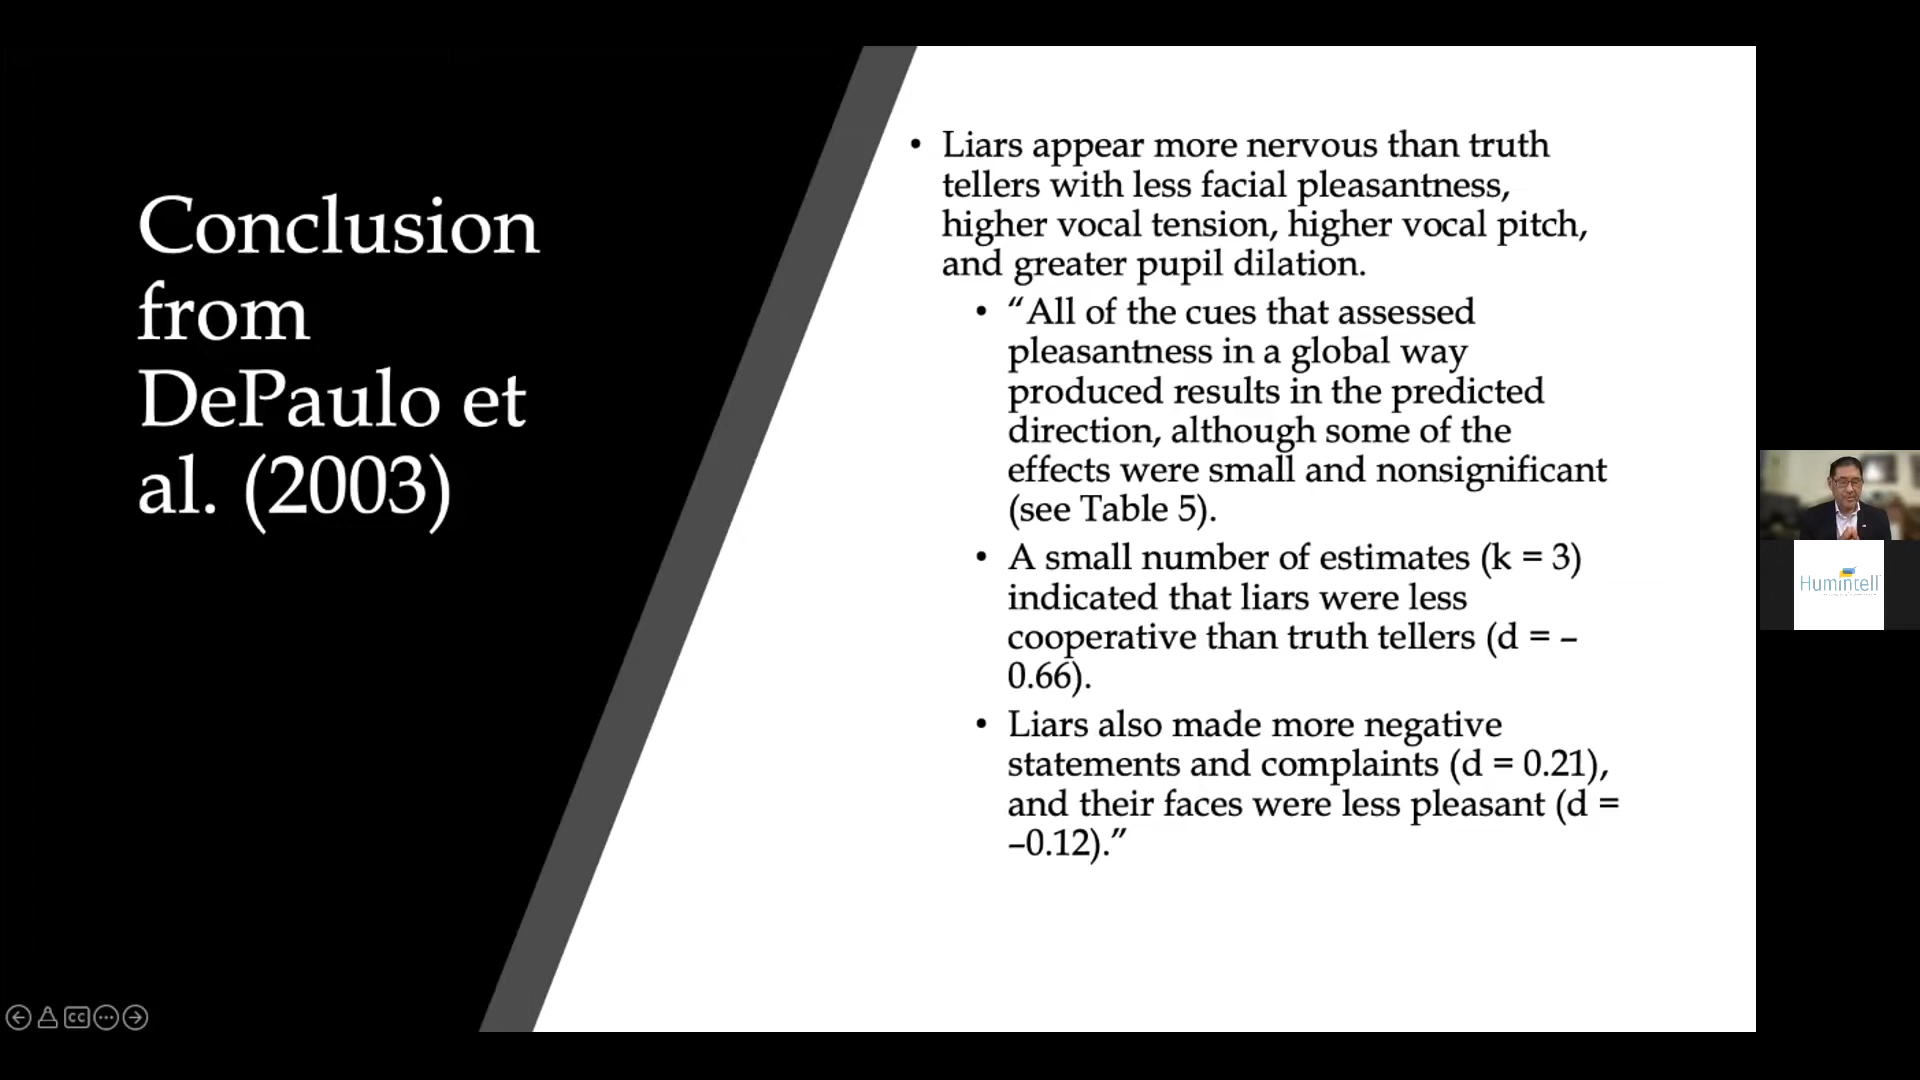 Conclusion
from
DePaulo et
al. (2003)
• Liars appear more nervous than truth
tellers with less facial pleasantness,
higher vocal tension, higher vocal pitch,
and greater pupil dilation.
• “All of the cues that assessed
pleasantness in a global way
produced results in the predicted
direction, although some of the
effects were small and nonsignificant
(see Table 5).
• A small number of estimates (k = 3)
indicated that liars were less
cooperative than truth tellers (d = –
0.66).
• Liars also made more negative
statements and complaints (d = 0.21),
and their faces were less pleasant (d =
–0.12).”
Humintell
CC